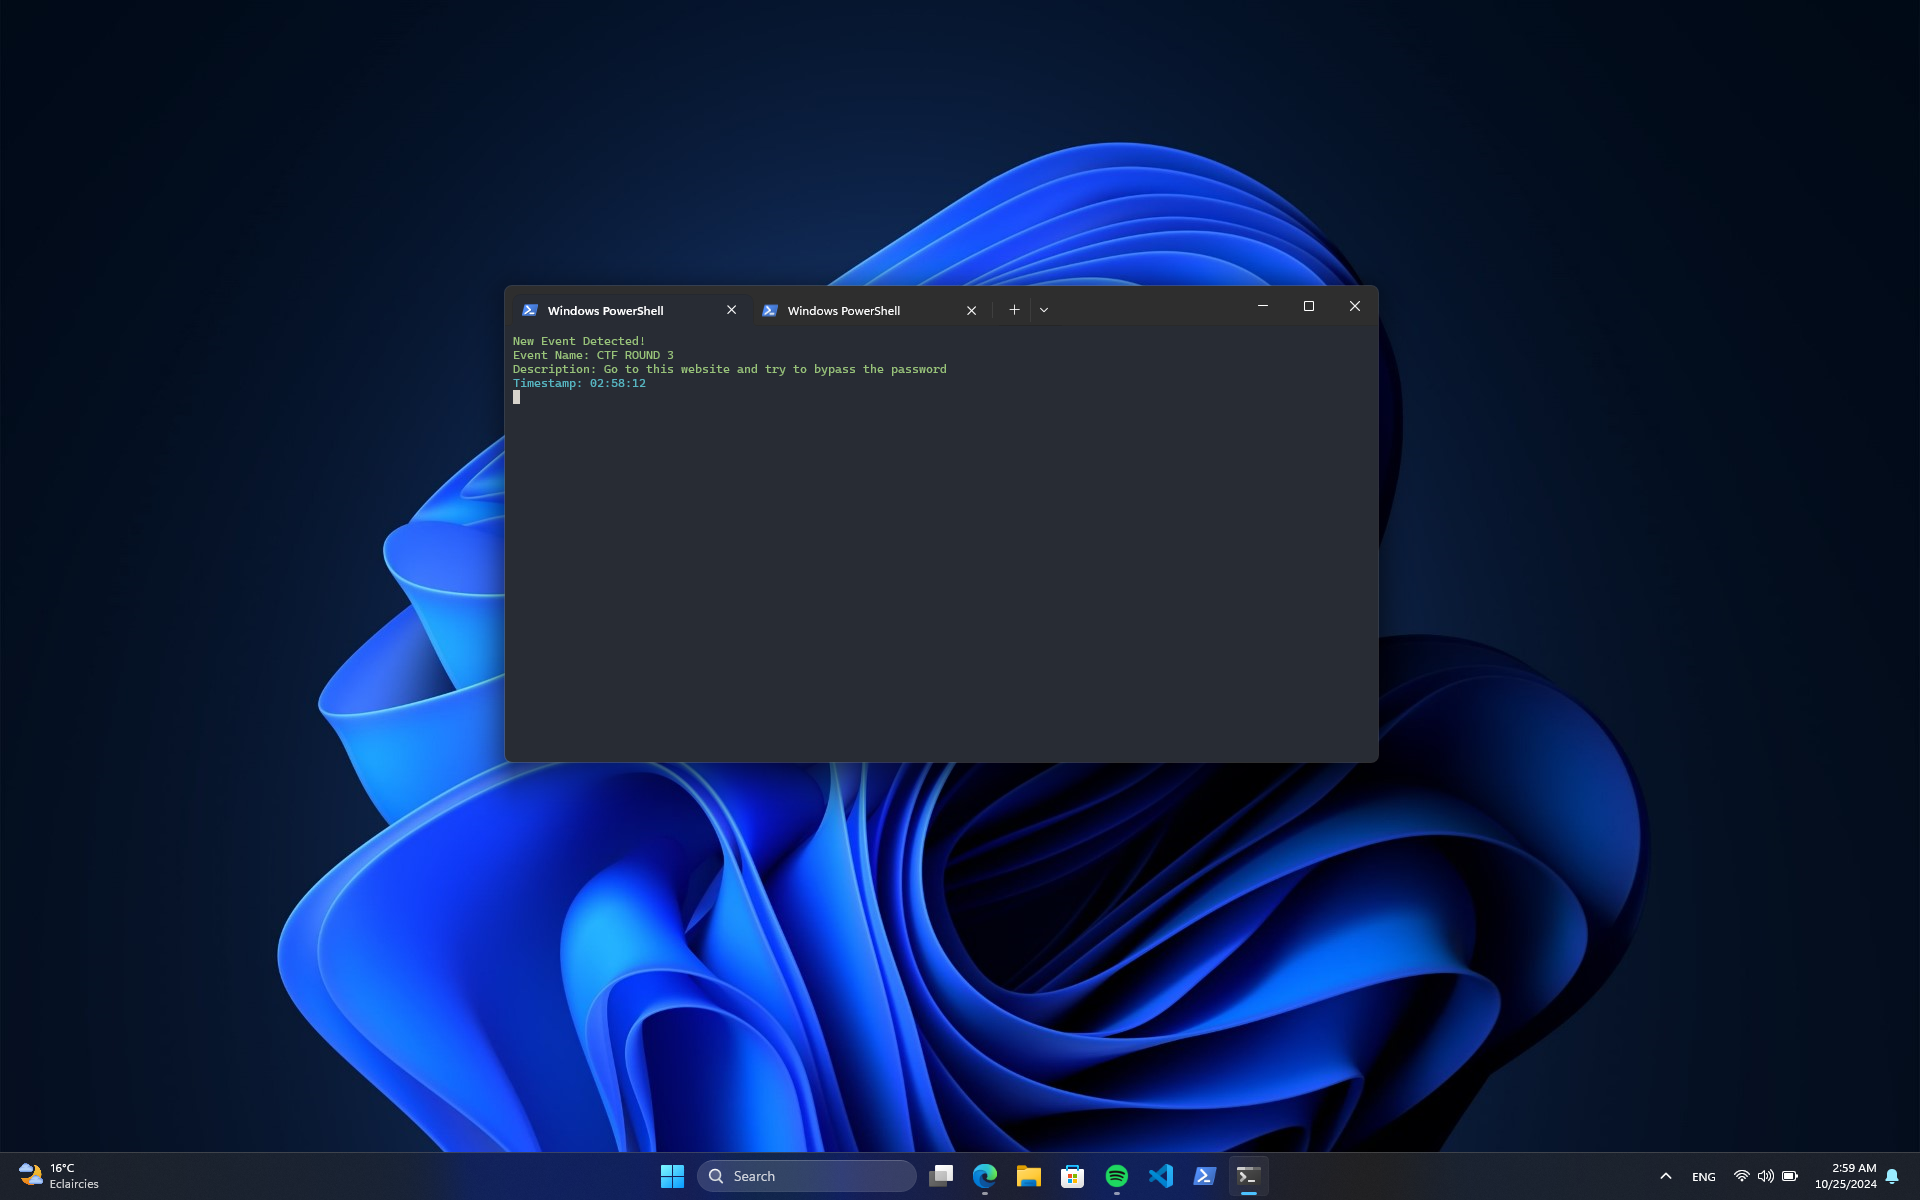 Windows PowerShell
Windows PowerShell
New Event Detected!
Event Name: CTF ROUND 3
Description: Go to this website and try to bypass the password
Timestamp: 02:58:12
16°C
Eclaircies
Search
ENG
2:59 AM
10/25/2024